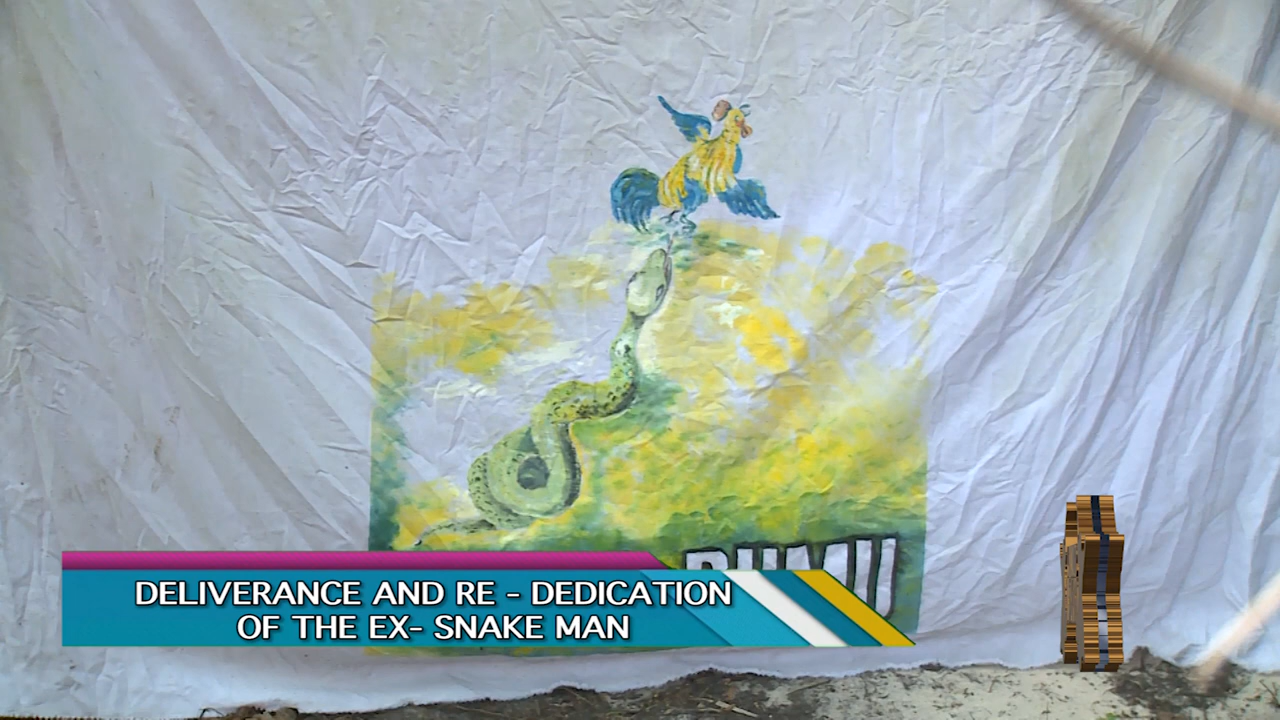 DELIVERANCE AND RE - DEDICATION
OF THE EX- SNAKE MAN